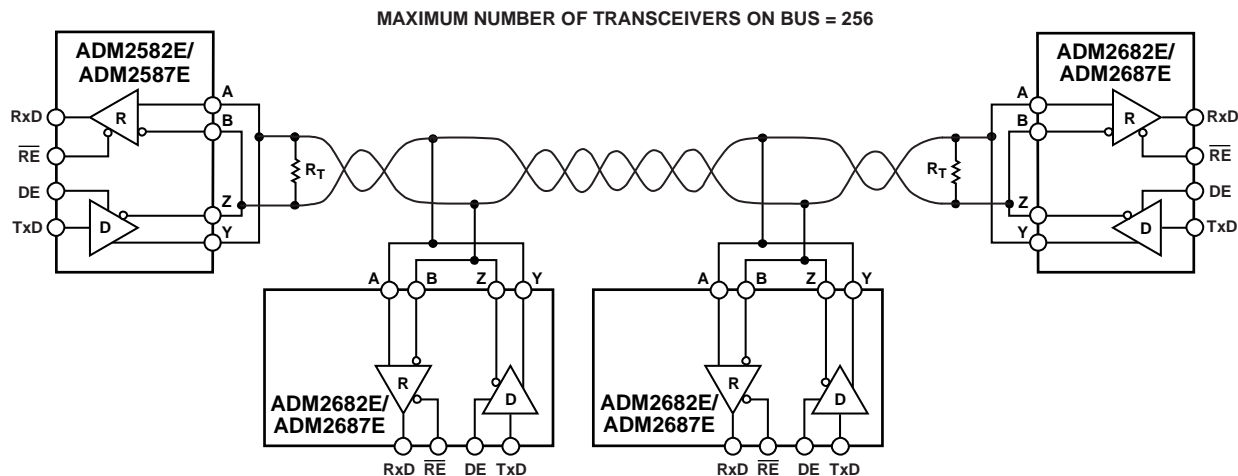 MAXIMUM NUMBER OF TRANSCEIVERS ON BUS = 256
ADM2582E/
ADM2587E
A
B
RxD
R
RE
DE
Z
TxD
D
Y
RT
RT
ADM2682E/
ADM2687E
A
B
R
RxD
RE
DE
Z
TxD
Y
D
A
B
Z
Y
R
D
ADM2682E/
ADM2687E
RxD
RE
DE
TxD
A
B
Z
Y
R
D
ADM2682E/
ADM2687E
RxD
RE
DE
TxD